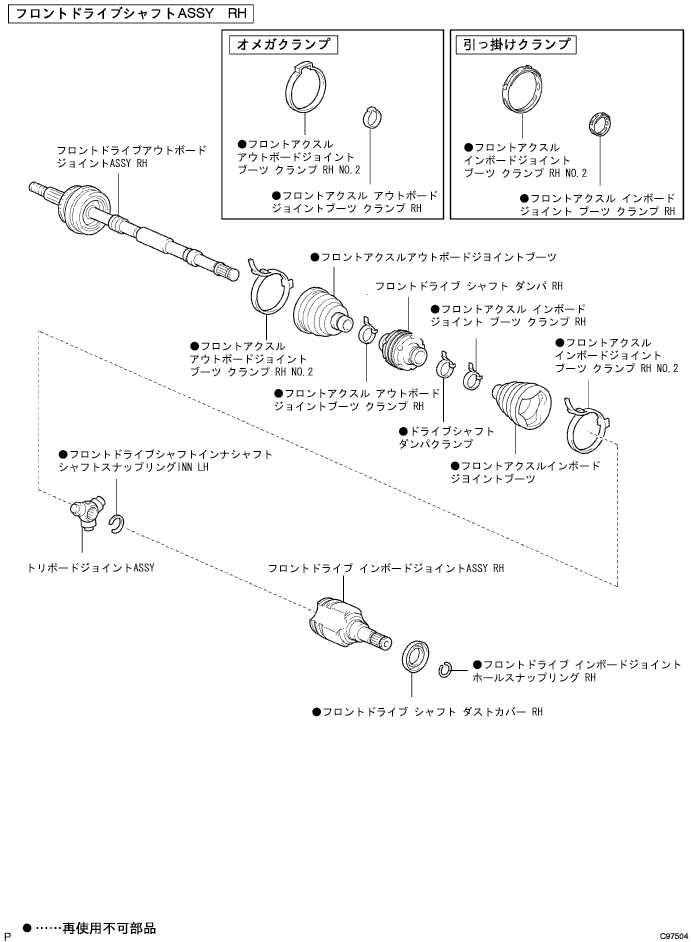 フロントドライブシャフトASSY RH
オメガクランプ
●フロントアクスル
アウトボードジョイント
ブーツ クランプ RH NO.2
●フロントアクスル アウトボード
ジョイントブーツ クランプ RH
引っ掛けクランプ
●フロントアクスル
インボードジョイント
ブーツ クランプ RH NO.2
●フロントアクスル インボード
ジョイント ブーツ クランプ RH
フロントドライブアウトボード
ジョイントASSY RH
●フロントアクスルアウトボードジョイントブーツ
フロントドライブ シャフト ダンパ RH
●フロントアクスル インボード
ジョイント ブーツ クランプ RH
●フロントアクスル
インボードジョイント
ブーツ クランプ RH NO.2
●フロントアクスル
アウトボードジョイント
ブーツ クランプ RH NO.2
●フロントアクスル アウトボード
ジョイントブーツ クランプ RH
●ドライブシャフト
ダンパクランプ
●フロントアクスルインボード
ジョイントブーツ
●フロントドライブシャフトインナシャフト
シャフトスナップリングINN LH
トリポードジョイントASSY
フロントドライブ インボードジョイントASSY RH
●フロントドライブ インボードジョイント
ホールスナップリング RH
●フロントドライブ シャフト ダストカバー RH
●……再使用不可部品
P
C97504